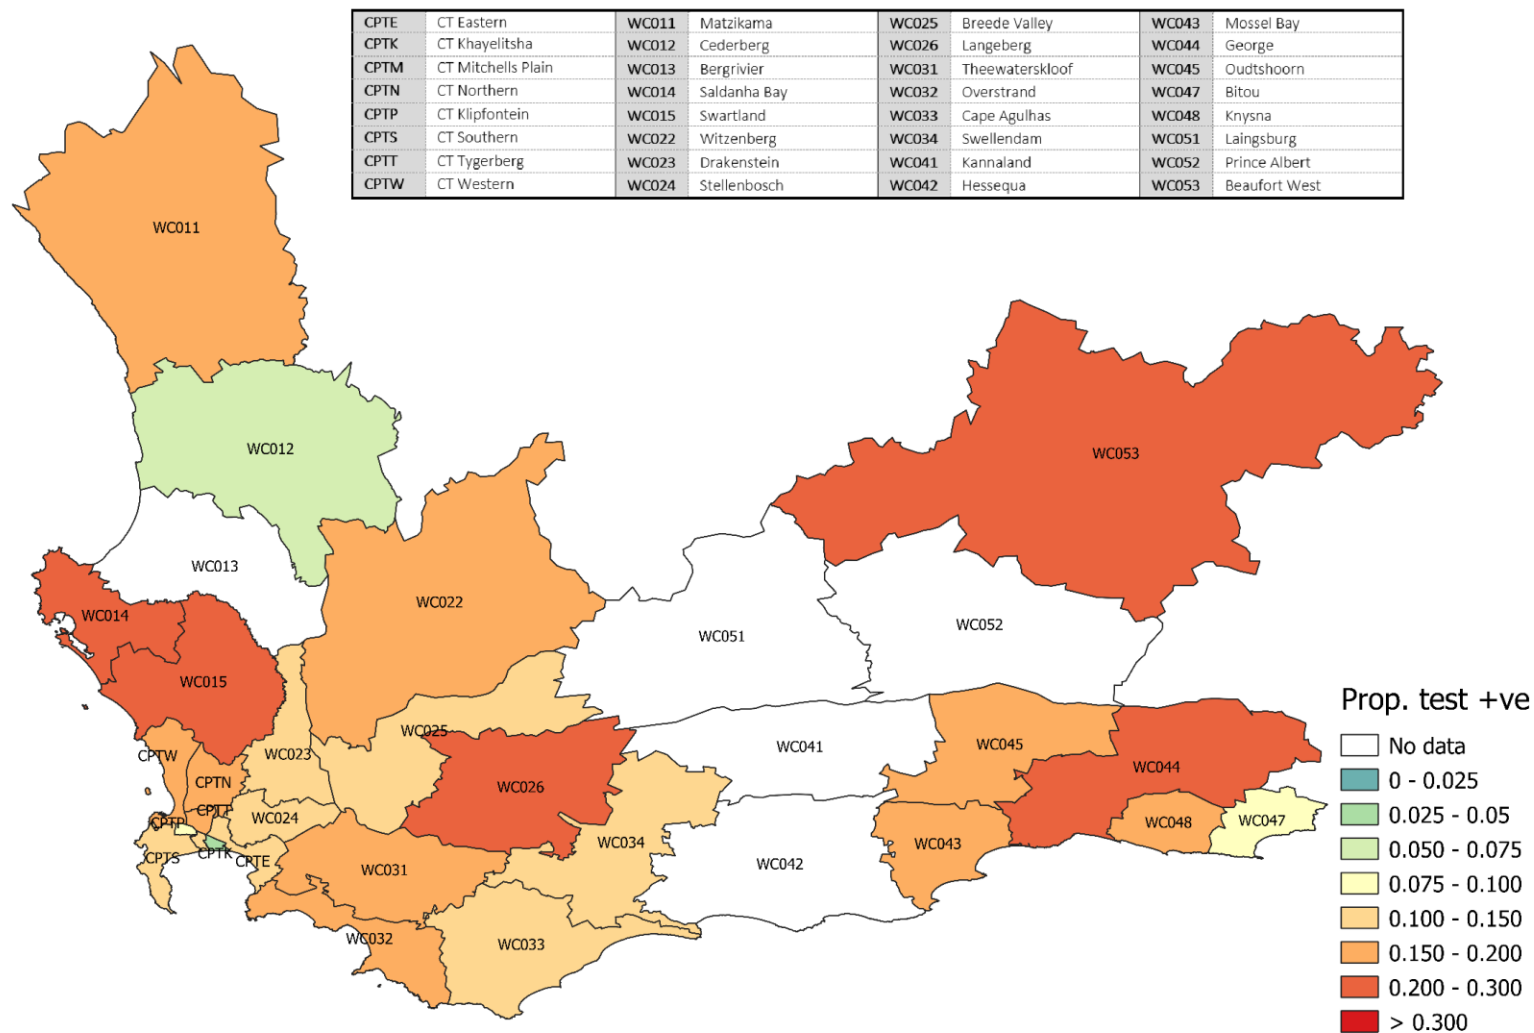 CPTE CT Eastern WC011 Matzikama WC025 Breede Valley WC043 Mossel Bay
CPTK CT Khayelitsha WC012 Cederberg WC026 Langeberg WC044 George
CPTM CT Mitchells Plain WC013 Bergrivier WC031 Theewaterskloof WC045 Oudtshoorn
CPTN CT Northern WC014 Saldanha Bay WC032 Overstrand WC047 Bitou
CPTP CT Klipfontein WC015 Swartland WC033 Cape Agulhas WC048 Knysna
CPTS CT Southern WC022 Witzenberg WC034 Swellendam WC051 Laingsburg
CPTT CT Tygerberg WC023 Drakenstein WC041 Kannaland WC052 Prince Albert
CPTW CT Western WC024 Stellenbosch WC042 Hessequa WC053 Beaufort West
WC011
WC012
WC053
WC013
WC022
WC014
WC051
WC052
WC015
WC025
WC023
CPTW
WC041
WC045
WC044
CPTN
WC026
WC024
CPTP
WC034
WC043
WC048
WC047
CPTS
CPTK
CPTE
WC031
WC042
WC032
WC033
Prop. test +ve
No data
0 - 0.025
0.025 - 0.05
0.050 - 0.075
0.075 - 0.100
0.100 - 0.150
0.150 - 0.200
0.200 - 0.300
> 0.300